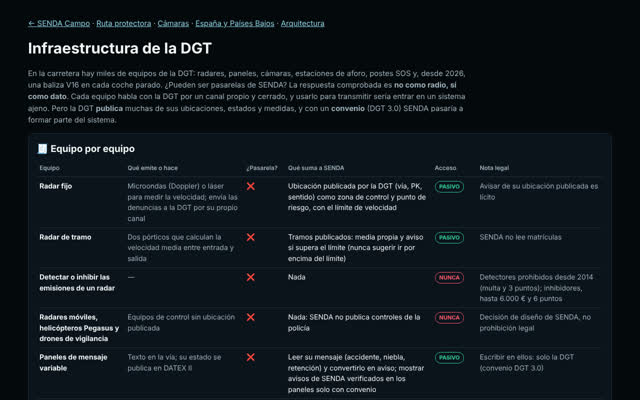 ← SENDA Campo · Ruta protectora · Cámaras · España y Países Bajos · Arquitectura
Infraestructura de la DGT
En la carretera hay miles de equipos de la DGT: radares, paneles, cámaras, estaciones de aforo, postes SOS y, desde 2026,
una baliza V16 en cada coche parado. ¿Pueden ser pasarelas de SENDA? La respuesta comprobada es no como radio, sí
como dato. Cada equipo habla con la DGT por un canal propio y cerrado, y usarlo para transmitir sería entrar en un sistema
ajeno. Pero la DGT publica muchas de sus ubicaciones, estados y medidas, y con un convenio (DGT 3.0) SENDA pasaría a
formar parte del sistema.
Equipo por equipo
Equipo Qué emite o hace ¿Pasarela? Qué suma a SENDA Acceso Nota legal
Radar fijo Microondas (Doppler) o láser Ubicación publicada por la DGT (vía, PK, PASIVO Avisar de su ubicación publicada es
para medir la velocidad; envía las sentido) como zona de control y punto de lícito
denuncias a la DGT por su propio riesgo, con el límite de velocidad
canal
Radar de tramo Dos pórticos que calculan la Tramos publicados: media propia y aviso PASIVO SENDA no lee matrículas
velocidad media entre entrada y si supera el límite (nunca sugerir ir por
salida encima del límite)
Detectar o inhibir las — Nada NUNCA Detectores prohibidos desde 2014
emisiones de un radar (multa y 3 puntos); inhibidores,
hasta 6.000 € y 6 puntos
Radares móviles, Equipos de control sin ubicación Nada: SENDA no publica controles de la NUNCA Decisión de diseño de SENDA, no
helicópteros Pegasus y publicada policía prohibición legal
drones de vigilancia
Paneles de mensaje Texto en la vía; su estado se Leer su mensaje (accidente, niebla, PASIVO Escribir en ellos: solo la DGT
variable publica en DATEX II retención) y convertirlo en aviso; mostrar (convenio DGT 3.0)
avisos de SENDA verificados en los
paneles solo con convenio